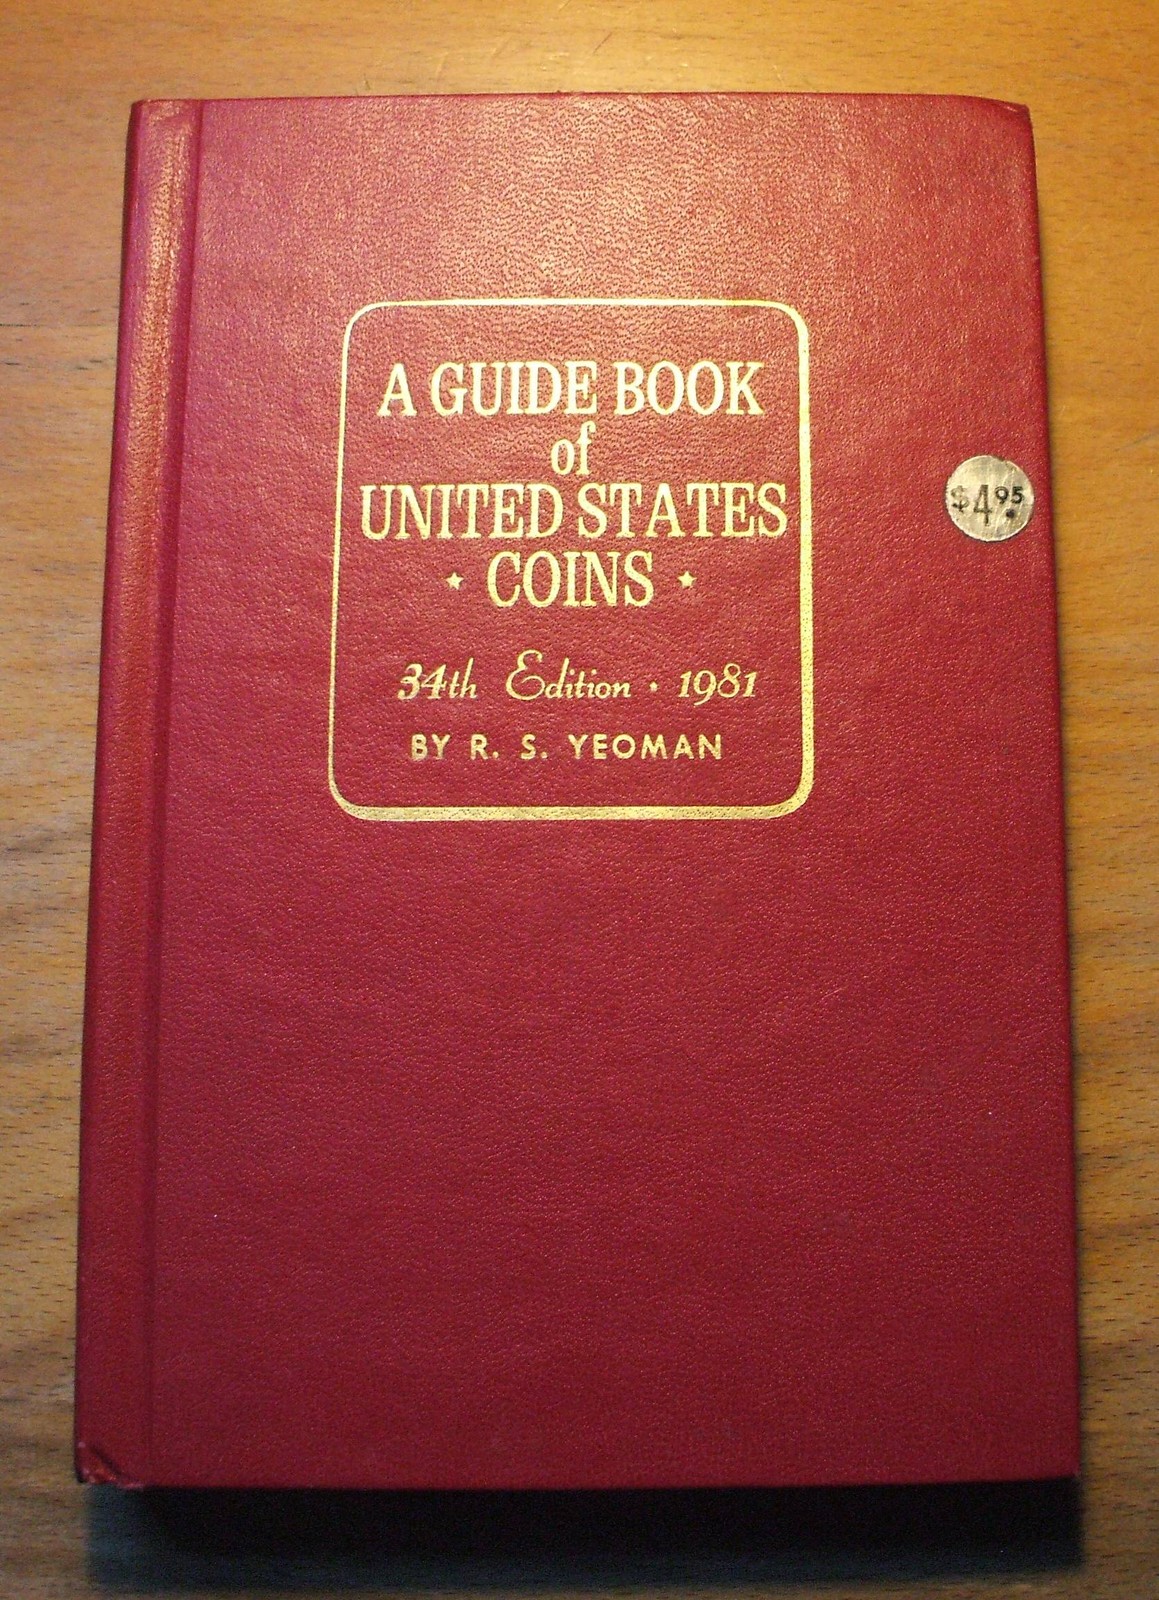 A GUIDE BOOK
of
UNITED STATES
COINS
34th Edition • 1981
BY R. S. YEOMAN
$4.95